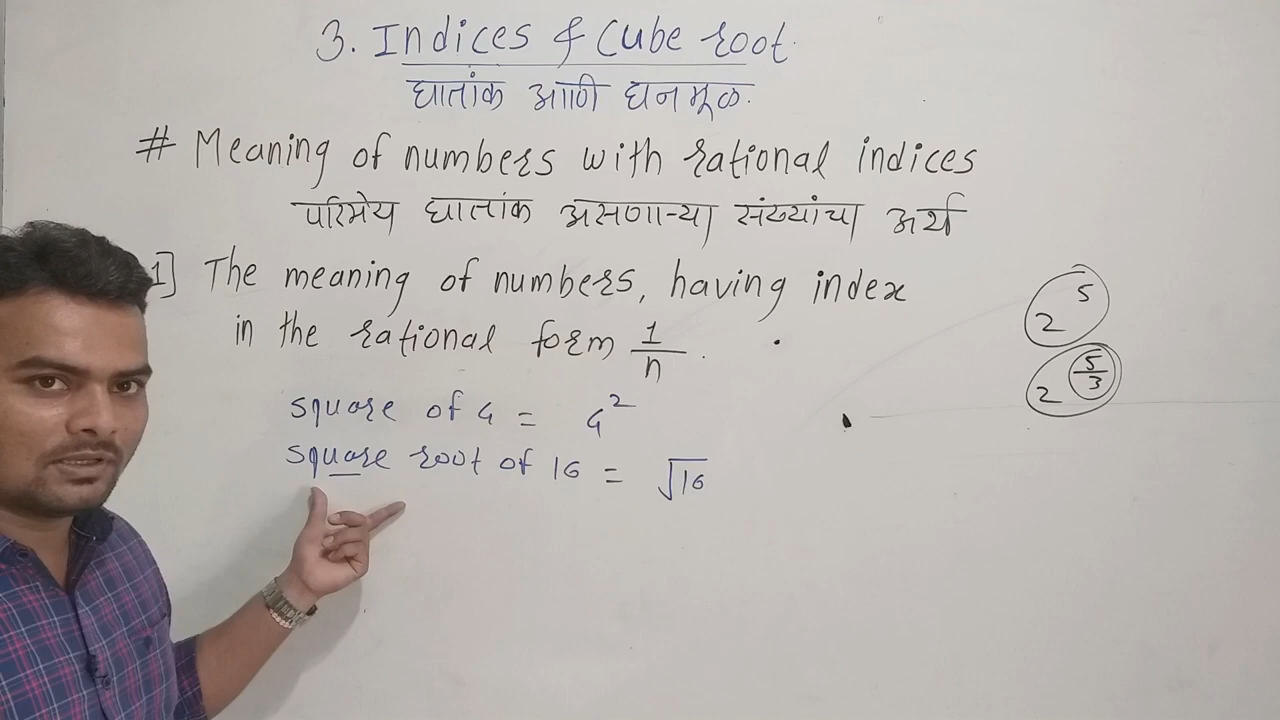 3. Indices & Cube root.
घातांक आणि घनमूळ.
# Meaning of numbers with rational indices
परिमेय घातांक असणाऱ्या संख्यांचा अर्थ
1] The meaning of numbers, having index
in the rational form 1/n.
square of 4 = 4²
square root of 16 = √16
2⁵
2^(5/3)